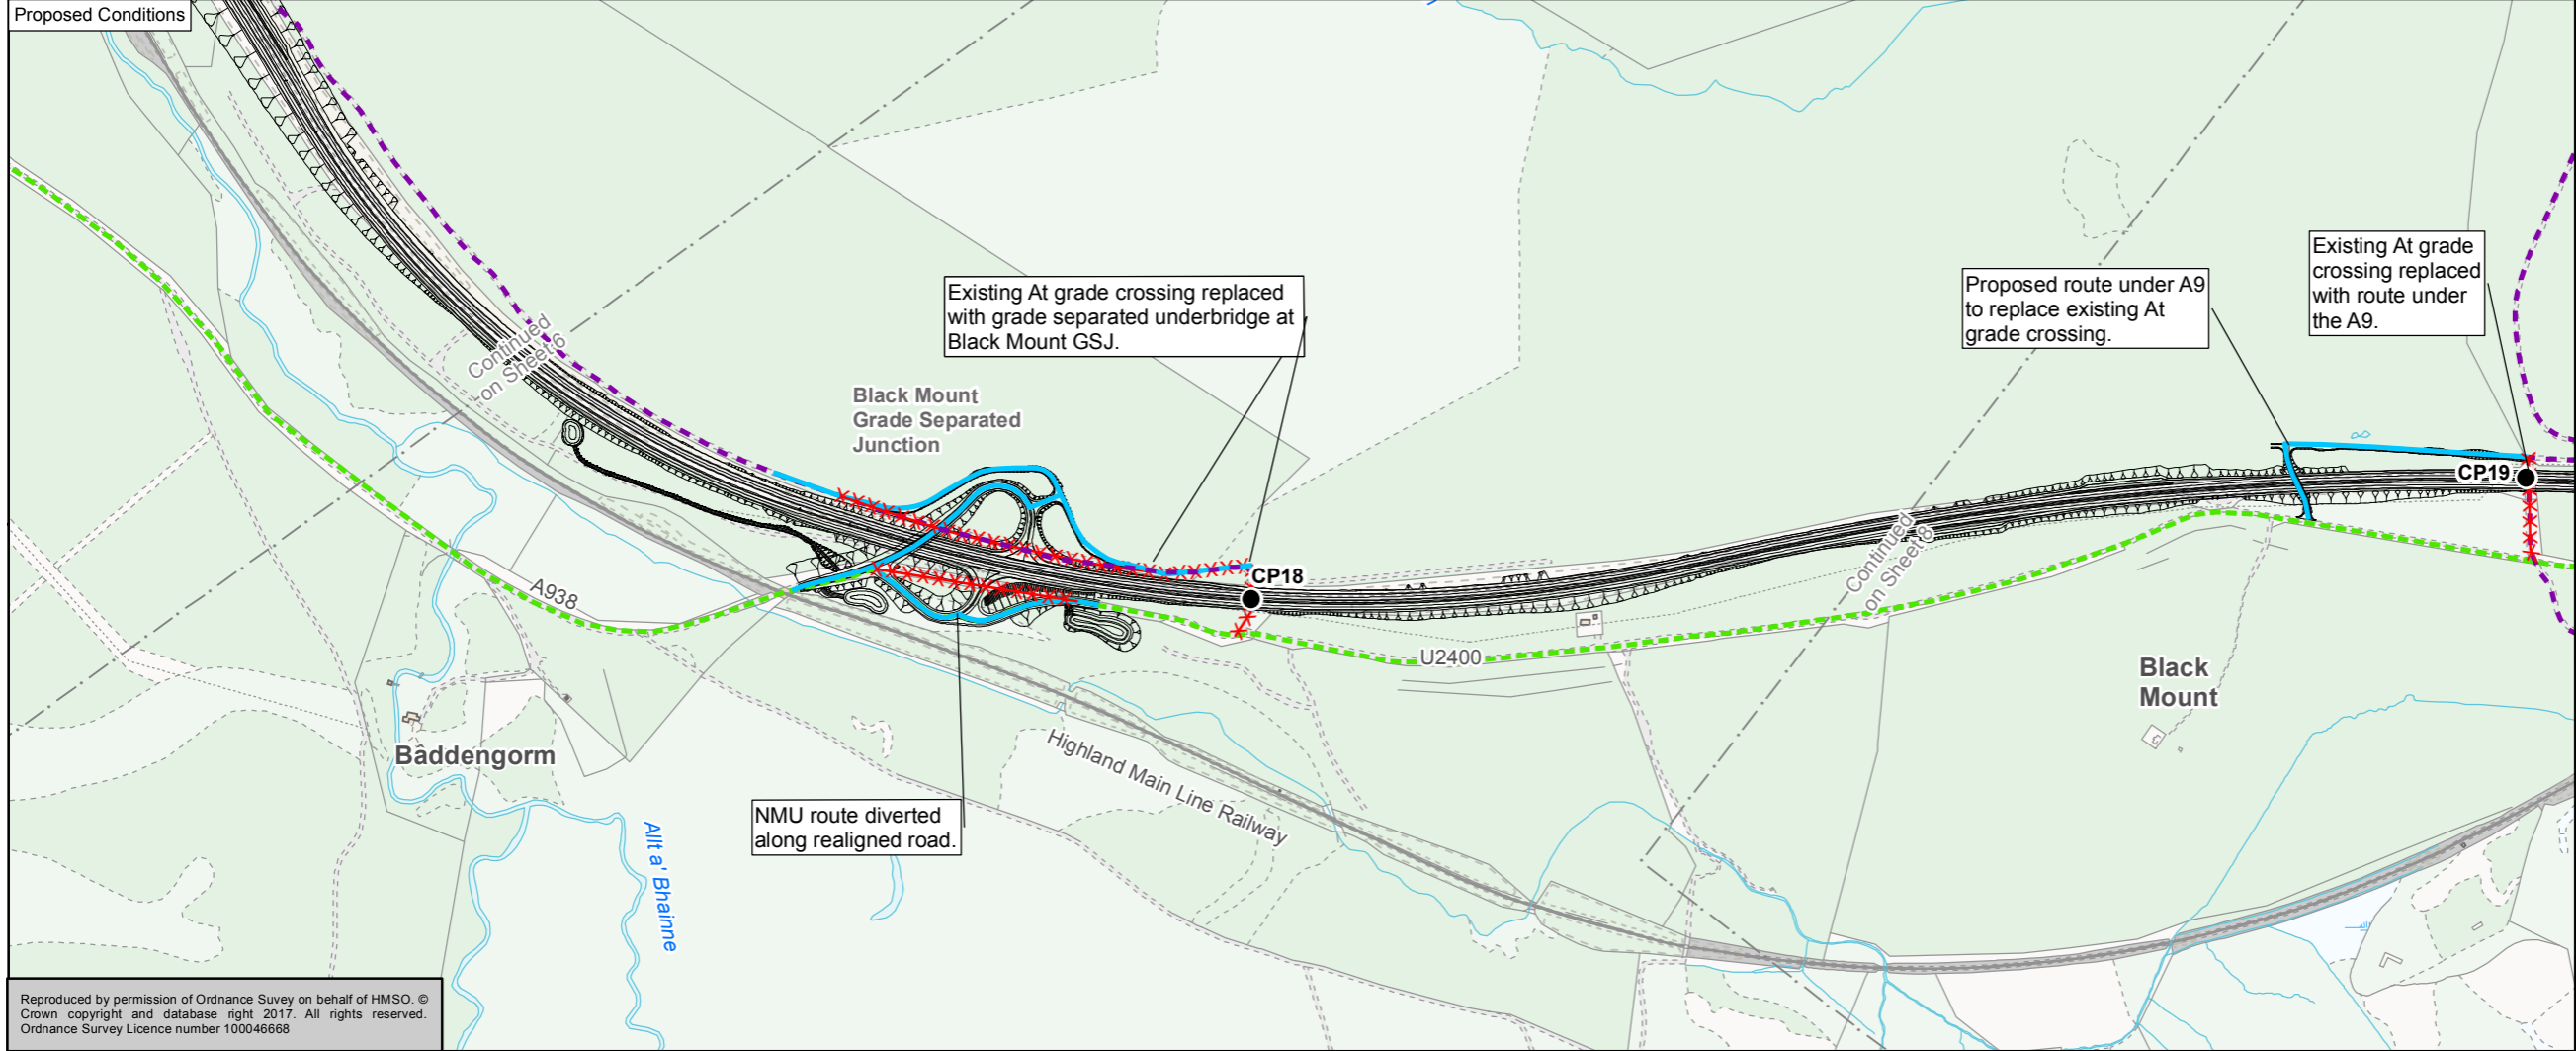 Proposed Conditions
Existing At grade
crossing replaced
with route under
the A9.
Proposed route under A9
to replace existing At
grade crossing.
Existing At grade crossing replaced
with grade separated underbridge at
Black Mount GSJ.
Continued
on Sheet 6
Black Mount
Grade Separated
Junction
CP19
Continued
on Sheet 8
CP18
A938
U2400
Black
Mount
Baddengorm
Highland Main Line Railway
NMU route diverted
along realigned road.
Allt a' Bhainne
Reproduced by permission of Ordnance Suvey on behalf of HMSO. ©
Crown copyright and database right 2017. All rights reserved.
Ordnance Survey Licence number 100046668